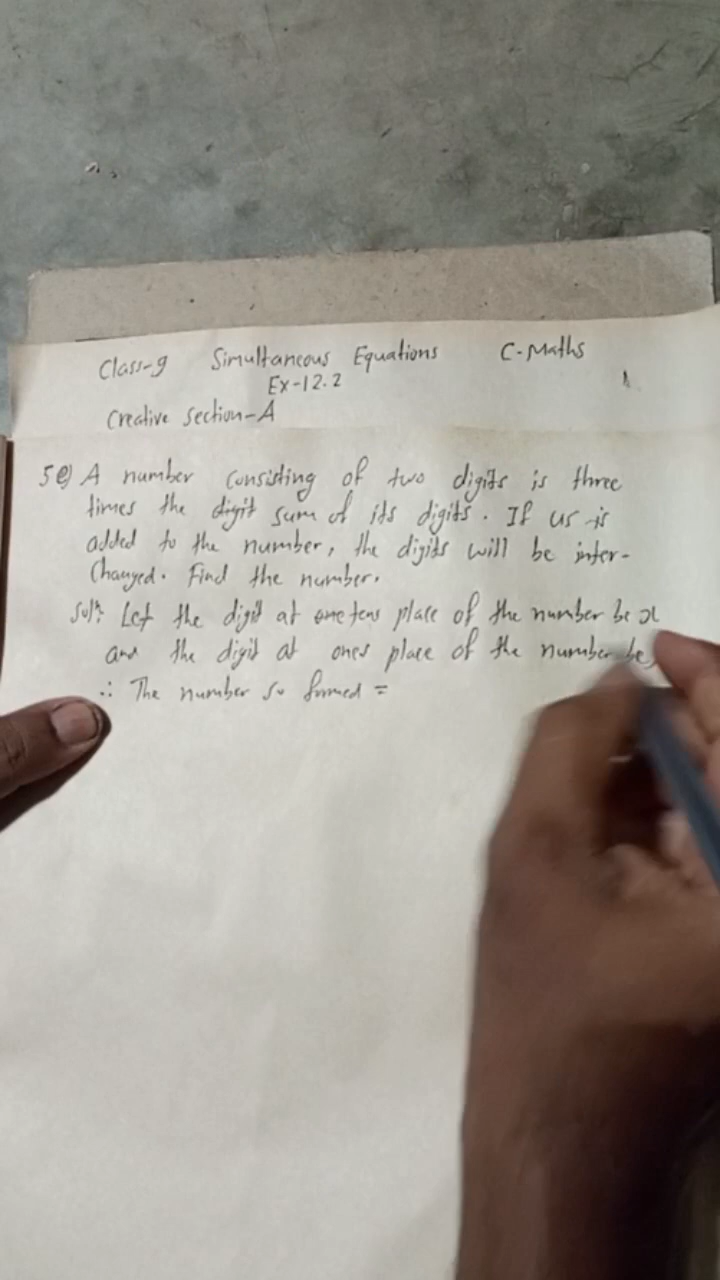 Class-9 Simultaneous Equations C-Maths
Ex-12.2
Creative Section-A
5e) A number consisting of two digits is three
times the digit sum of its digits. If 45 is
added to the number, the digits will be inter-
changed. Find the number.
Solⁿ: Let the digit at tens place of the number be x
and the digit at ones place of the number be
∴ The number so formed =